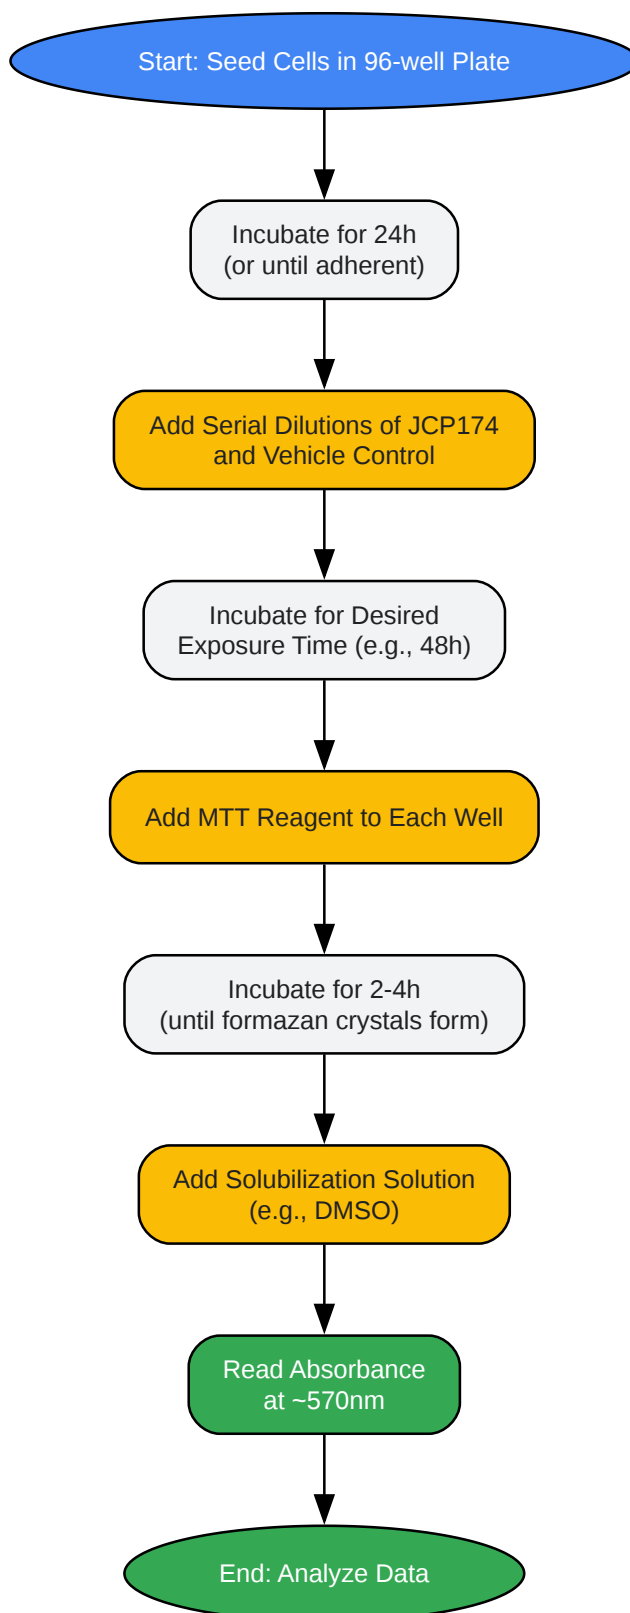 Start: Seed Cells in 96-well Plate
Incubate for 24h
(or until adherent)
Add Serial Dilutions of JCP174
and Vehicle Control
Incubate for Desired
Exposure Time (e.g., 48h)
Add MTT Reagent to Each Well
Incubate for 2-4h
(until formazan crystals form)
Add Solubilization Solution
(e.g., DMSO)
Read Absorbance
at ~570nm
End: Analyze Data